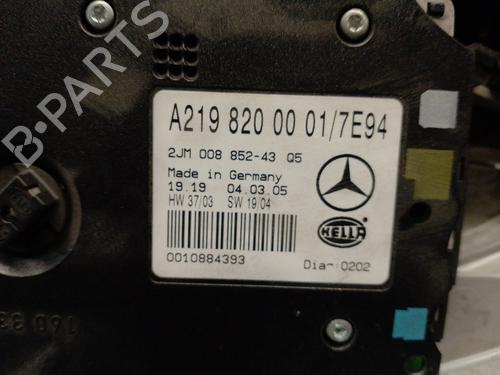 A219 820 00 01/7E94
2JM 008 852-43 Q5
Made in Germany
19.19 04.03.05
HW 37/03 SW 19/04
HELLA
0010884393 Dia-:0202